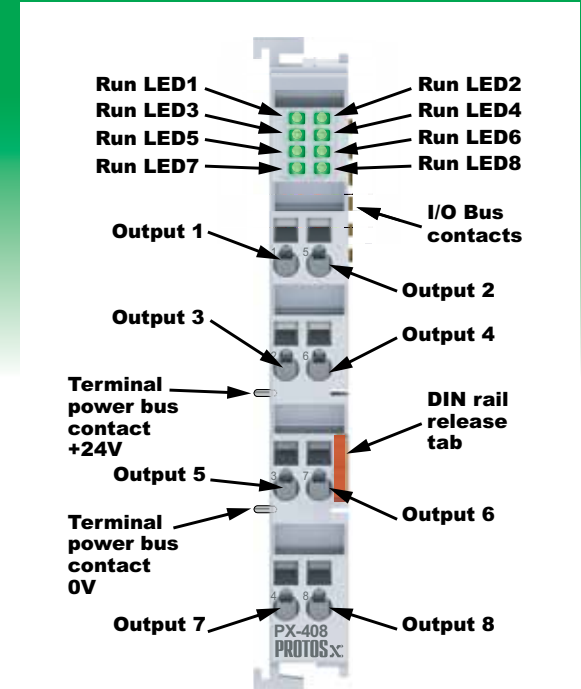 Run LED1
Run LED2
Run LED3
Run LED4
Run LED5
Run LED6
Run LED7
Run LED8
I/O Bus
contacts
Output 1
1
5
Output 2
Output 3
Output 4
2
6
Terminal
power bus
contact
+24V
DIN rail
release
tab
Output 5
3
7
Output 6
Terminal
power bus
contact
0V
4
8
Output 7
Output 8
PX-408
PROTOS X